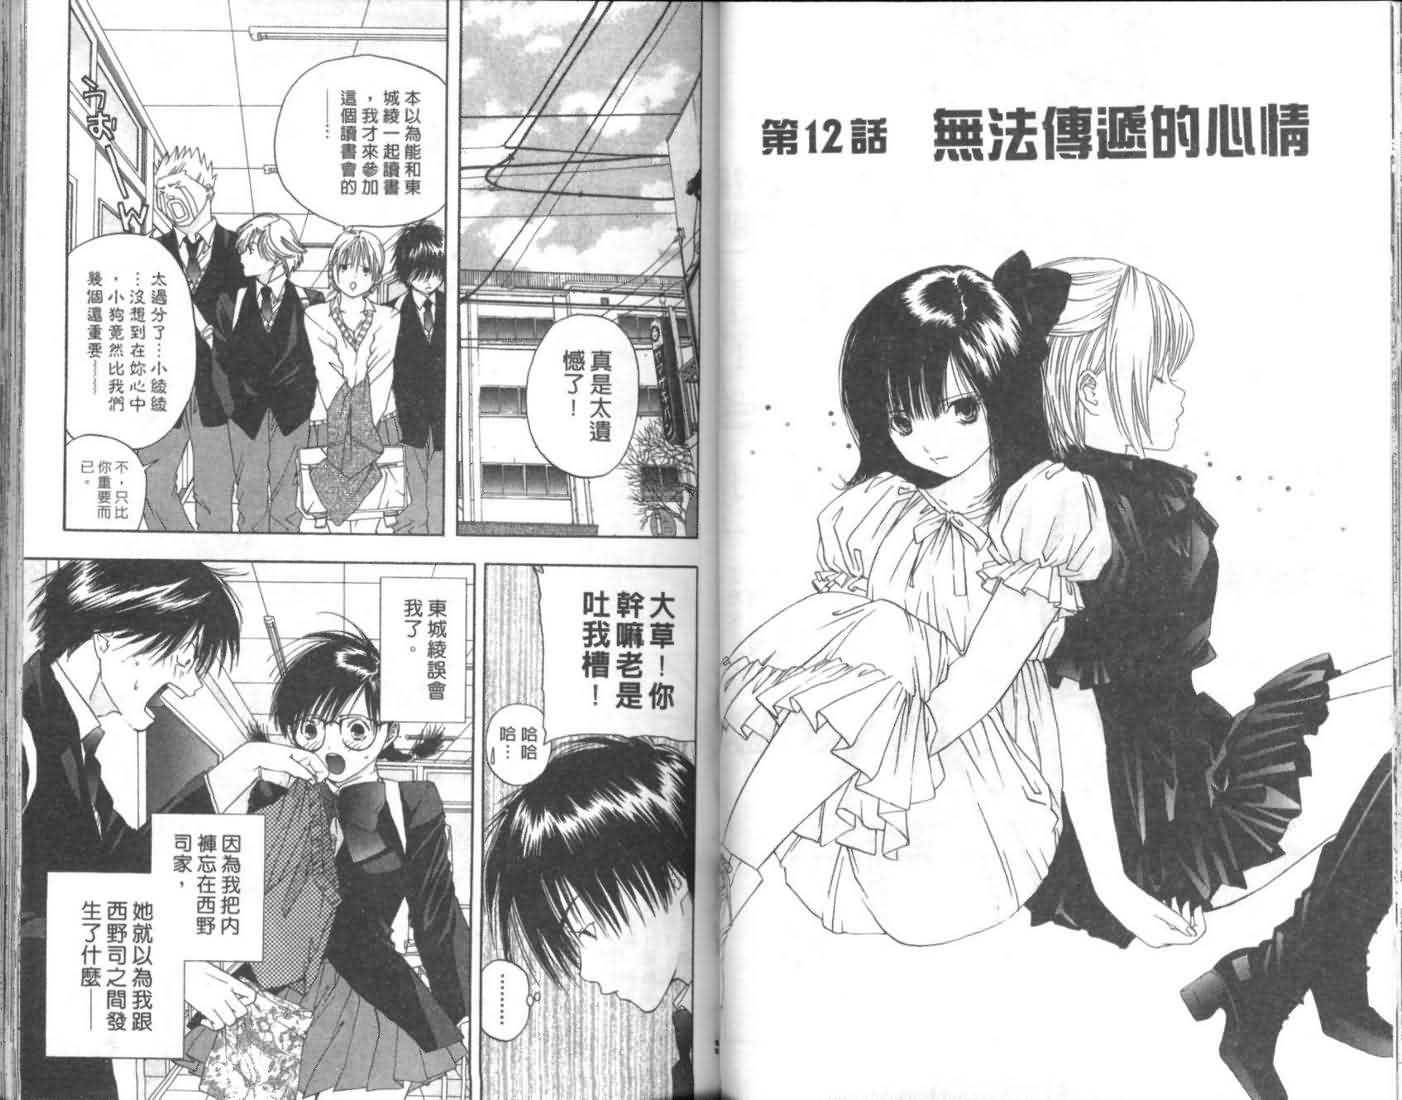 第12話 無法傳遞的心情
真是太遺
憾了！
本以為能和東
城綾一起讀書
，我才來參加
這個讀書會的
………
うおーーw
太過分了…小綾綾
…沒想到在妳心中
，小狗竟然比我們
幾個還重要~~~
不，只比
你重要而
已。
大草！你
幹嘛老是
吐我槽！
哈哈
哈…
………
東城綾誤會
我了。
因為我把內
褲忘在西野
司家，
她就以為我跟
西野司之間發
生了什麼——